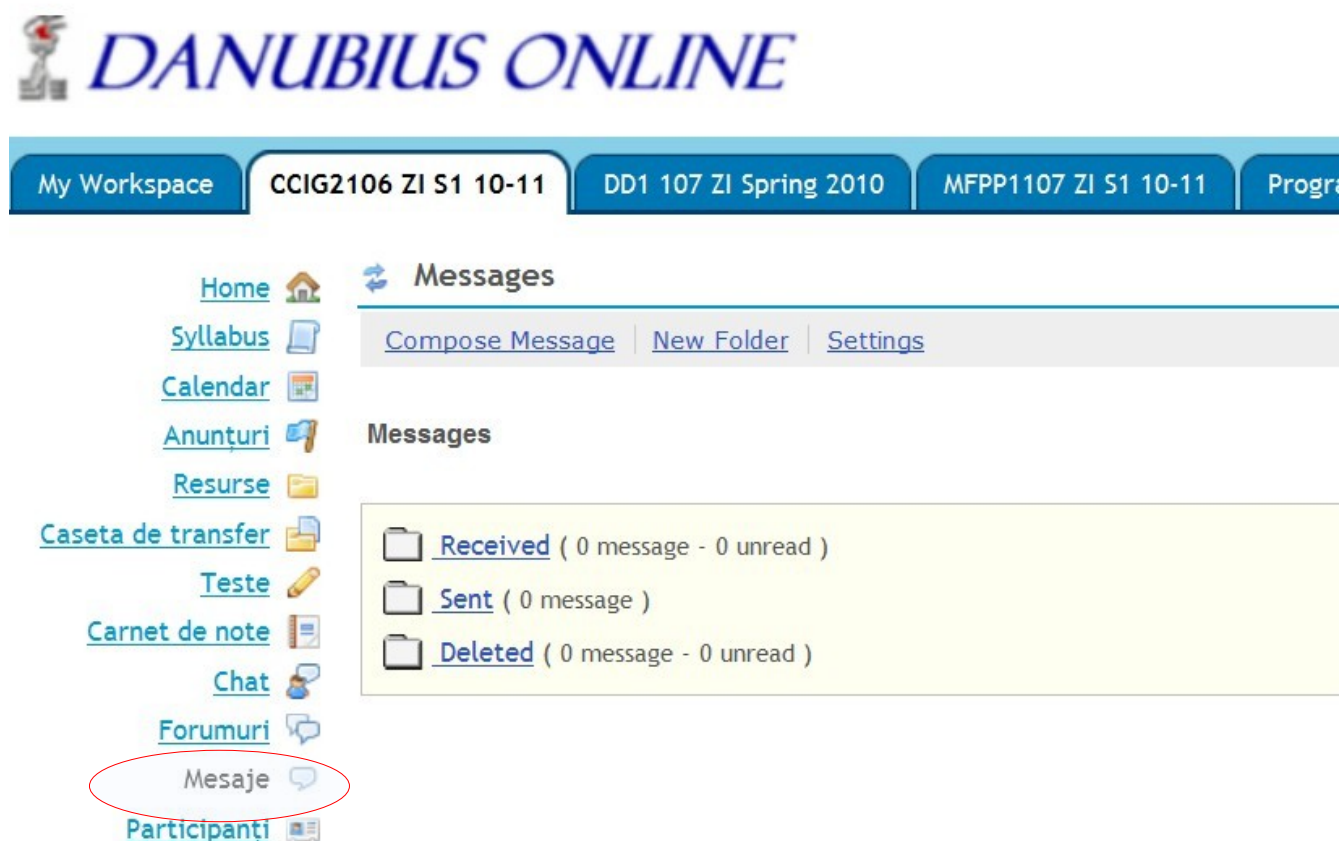 DANUBIUS ONLINE
My Workspace CCIG2106 ZI S1 10-11 DD1 107 ZI Spring 2010 MFPP1107 ZI S1 10-11 Progra
Home
Syllabus
Calendar
Anunțuri
Resurse
Caseta de transfer
Teste
Carnet de note
Chat
Forumuri
Mesaje
Participanți
Messages
Compose Message New Folder Settings
Messages
Received ( 0 message - 0 unread )
Sent ( 0 message )
Deleted ( 0 message - 0 unread )